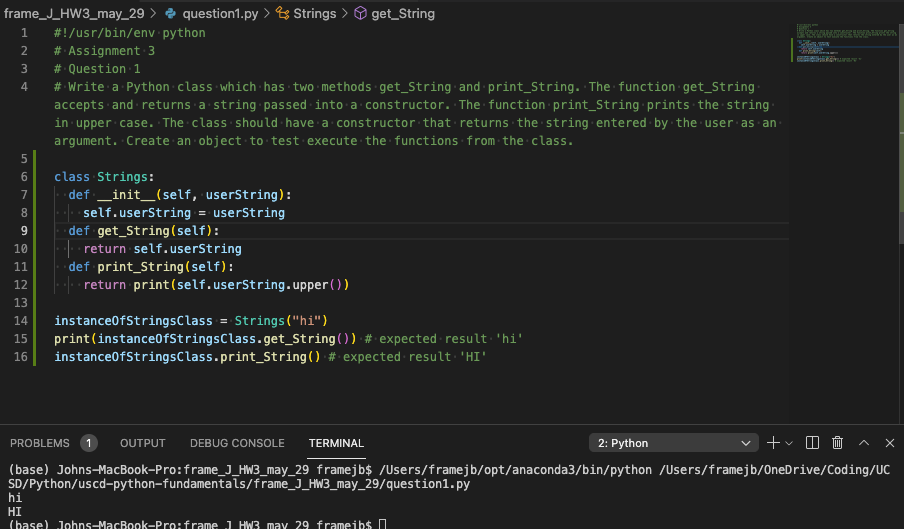 frame_J_HW3_may_29 > question1.py > Strings > get_String
1 #!/usr/bin/env python
2 # Assignment 3
3 # Question 1
4 # Write a Python class which has two methods get_String and print_String. The function get_String
accepts and returns a string passed into a constructor. The function print_String prints the string
in upper case. The class should have a constructor that returns the string entered by the user as an
argument. Create an object to test execute the functions from the class.
5
6 class Strings:
7   def __init__(self, userString):
8     self.userString = userString
9   def get_String(self):
10     return self.userString
11   def print_String(self):
12     return print(self.userString.upper())
13
14 instanceOfStringsClass = Strings("hi")
15 print(instanceOfStringsClass.get_String()) # expected result 'hi'
16 instanceOfStringsClass.print_String() # expected result 'HI'
PROBLEMS 1 OUTPUT DEBUG CONSOLE TERMINAL 2: Python
(base) Johns-MacBook-Pro:frame_J_HW3_may_29 framejb$ /Users/framejb/opt/anaconda3/bin/python /Users/framejb/OneDrive/Coding/UC
SD/Python/uscd-python-fundamentals/frame_J_HW3_may_29/question1.py
hi
HI
(base) Johns-MacBook-Pro:frame_J_HW3_may_29 framejb$